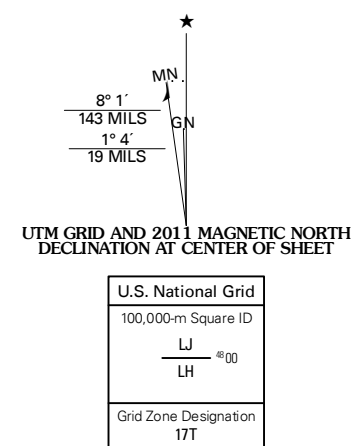 ★
MN
8° 1´
143 MILS
GN
1° 4´
19 MILS
UTM GRID AND 2011 MAGNETIC NORTH
DECLINATION AT CENTER OF SHEET
U.S. National Grid
100,000-m Square ID
LJ
4800
LH
Grid Zone Designation
17T